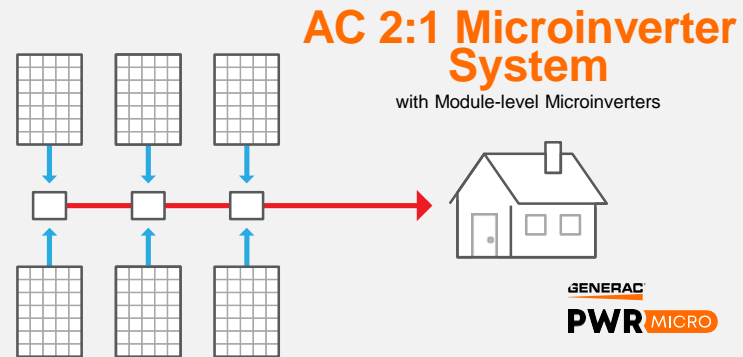 AC 2:1 Microinverter
System
with Module-level Microinverters
GENERAC
PWR MICRO